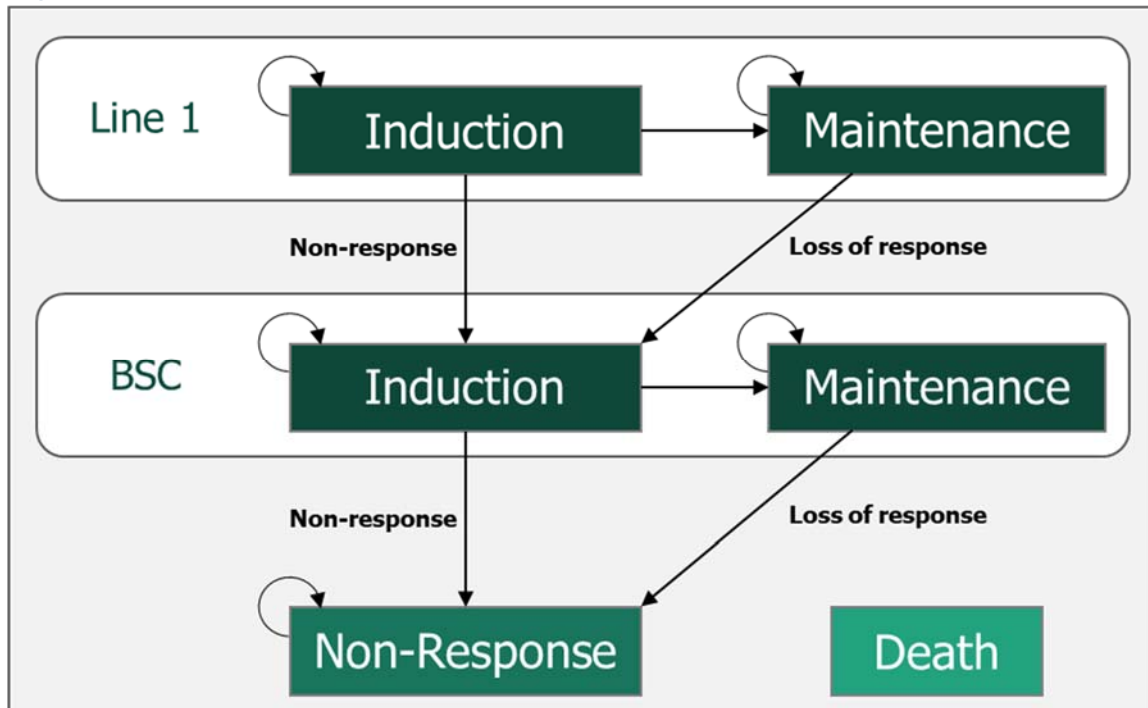 Line 1
Induction
Maintenance
Non-response
Loss of response
BSC
Induction
Maintenance
Non-response
Loss of response
Non-Response
Death